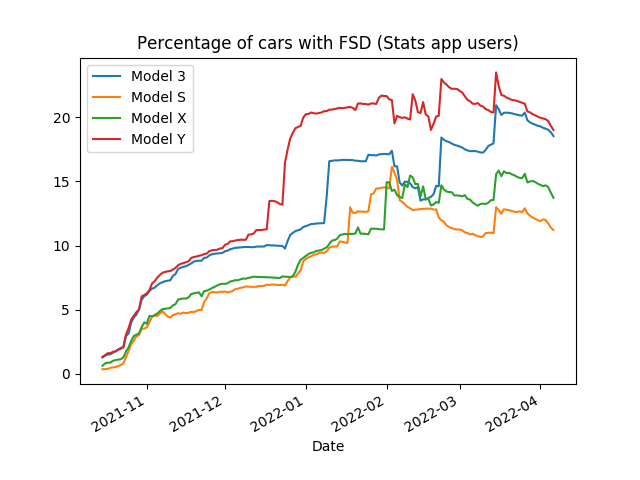 Percentage of cars with FSD (Stats app users)
Model 3
Model S
Model X
Model Y
20
15
10
5
0
2021-11
2021-12
2022-01
2022-02
2022-03
2022-04
Date